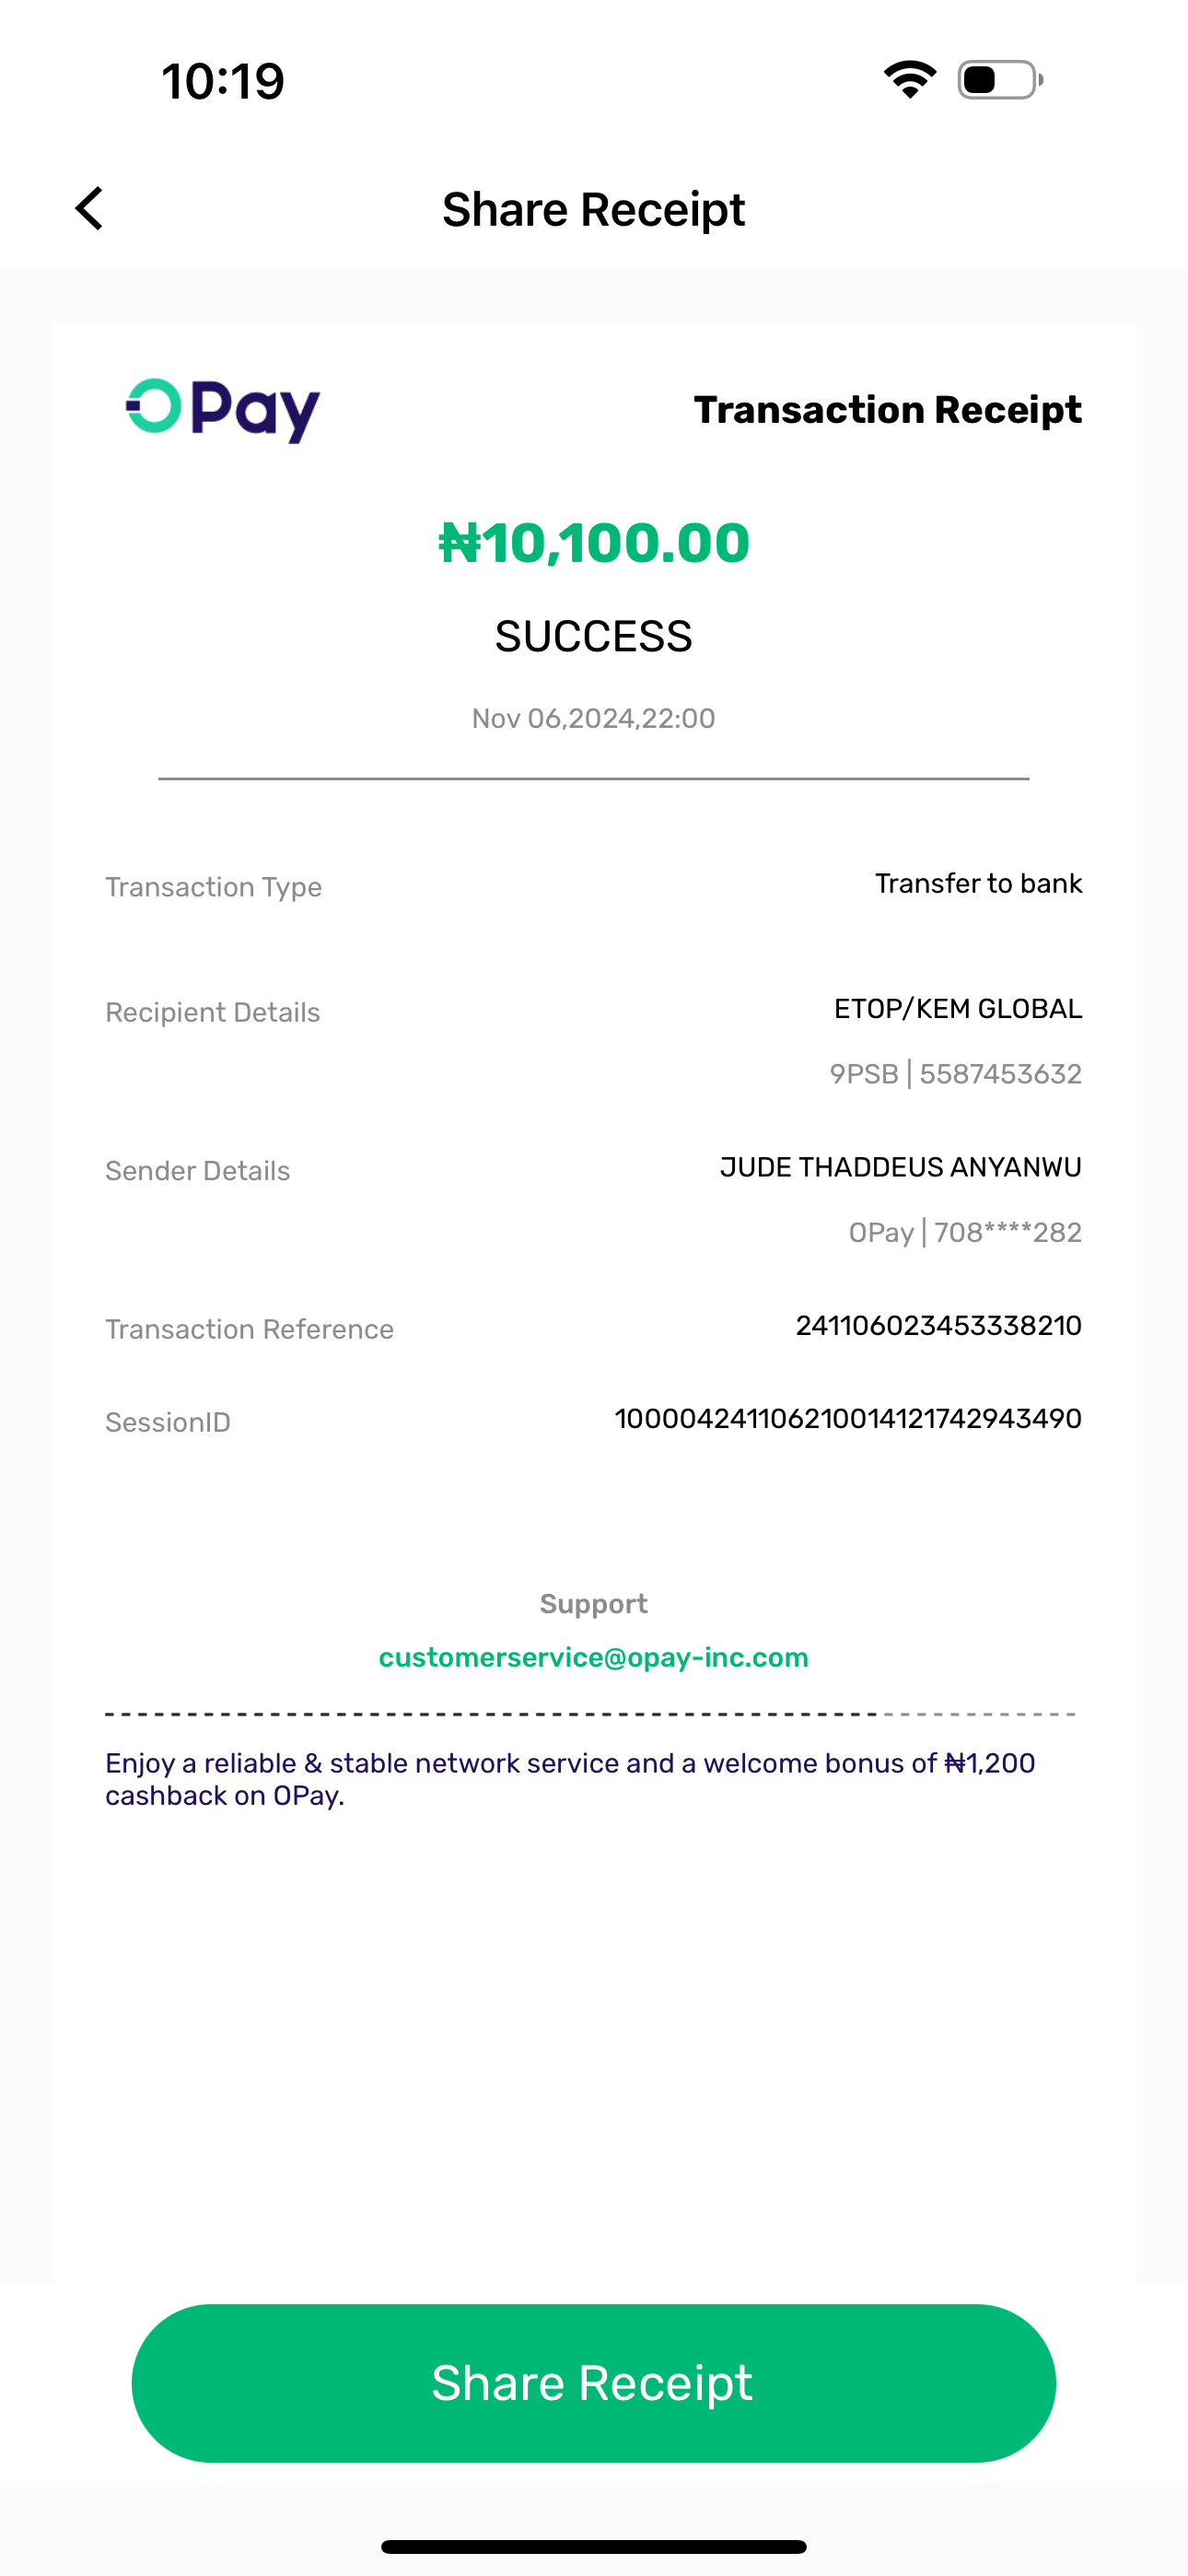 10:19
Share Receipt
OPay
Transaction Receipt
₦10,100.00
SUCCESS
Nov 06,2024,22:00
Transaction Type
Transfer to bank
Recipient Details
ETOP/KEM GLOBAL
9PSB | 5587453632
Sender Details
JUDE THADDEUS ANYANWU
OPay | 708****282
Transaction Reference
241106023453338210
SessionID
100004241106210014121742943490
Support
customerservice@opay-inc.com
Enjoy a reliable & stable network service and a welcome bonus of ₦1,200
cashback on OPay.
Share Receipt